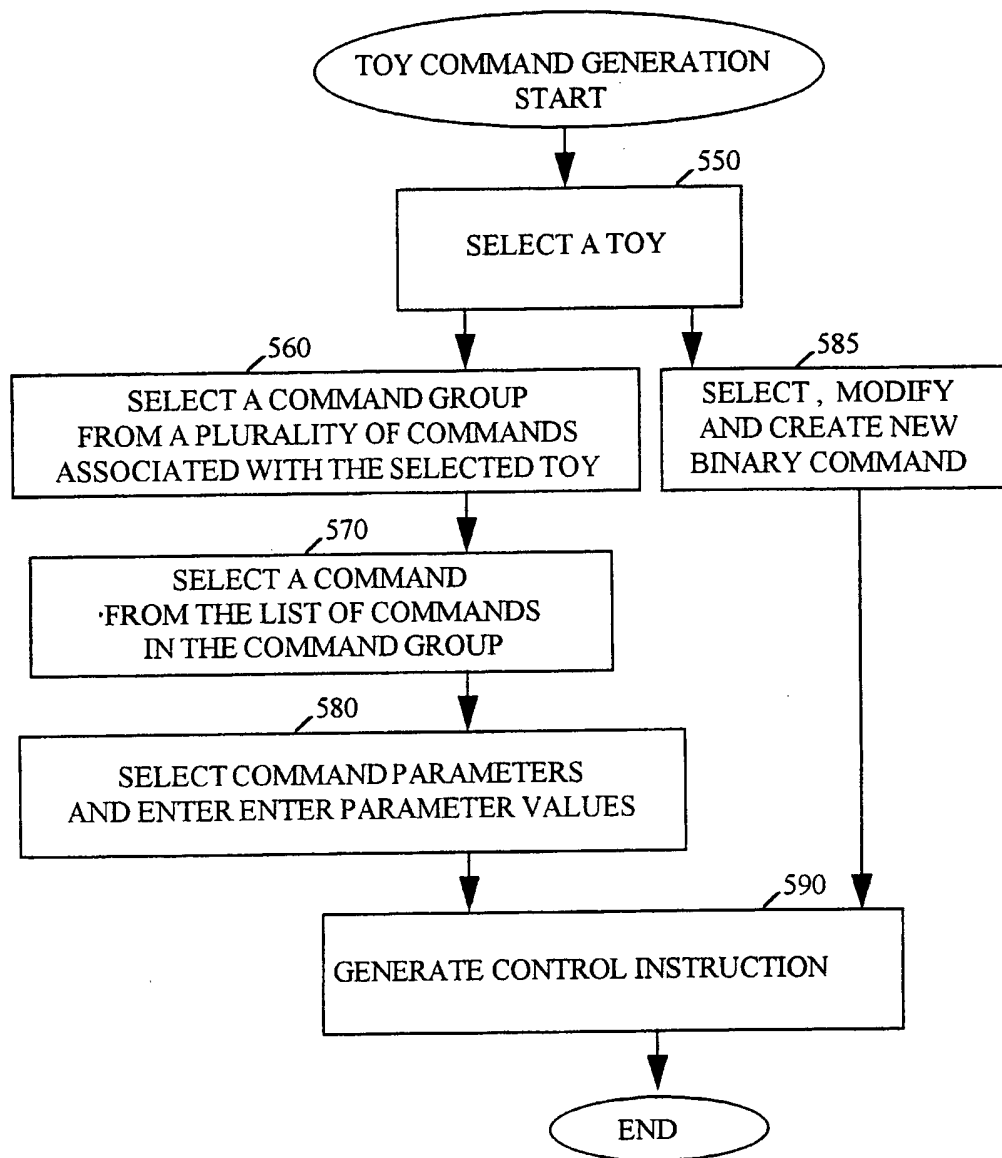 TOY COMMAND GENERATION
START
550
SELECT A TOY
560
SELECT A COMMAND GROUP
FROM A PLURALITY OF COMMANDS
ASSOCIATED WITH THE SELECTED TOY
585
SELECT , MODIFY
AND CREATE NEW
BINARY COMMAND
570
SELECT A COMMAND
FROM THE LIST OF COMMANDS
IN THE COMMAND GROUP
580
SELECT COMMAND PARAMETERS
AND ENTER ENTER PARAMETER VALUES
590
GENERATE CONTROL INSTRUCTION
END